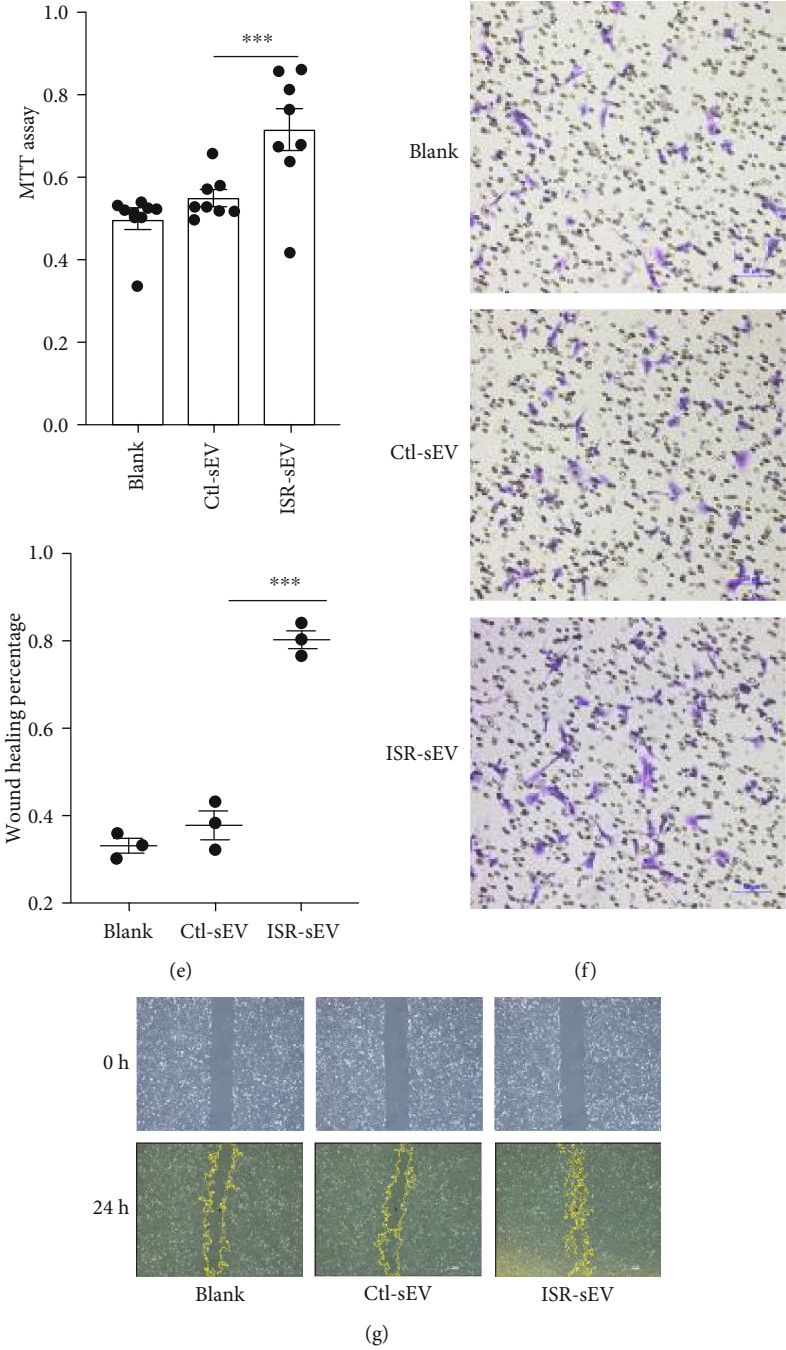 MTT assay
1.0
0.8
0.6
0.4
0.2
0.0
***
Blank
Ctl-sEV
ISR-sEV
Wound healing percentage
1.0
0.8
0.6
0.4
0.2
***
Blank
Ctl-sEV
ISR-sEV
(e)
Blank
Ctl-sEV
ISR-sEV
(f)
0 h
24 h
Blank
Ctl-sEV
ISR-sEV
(g)